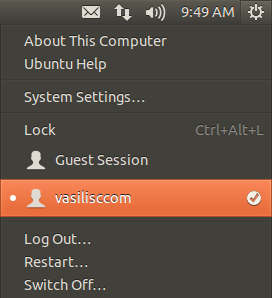 9:49 AM
About This Computer
Ubuntu Help
System Settings...
Lock Ctrl+Alt+L
Guest Session
vasilisccom
Log Out...
Restart...
Switch Off...